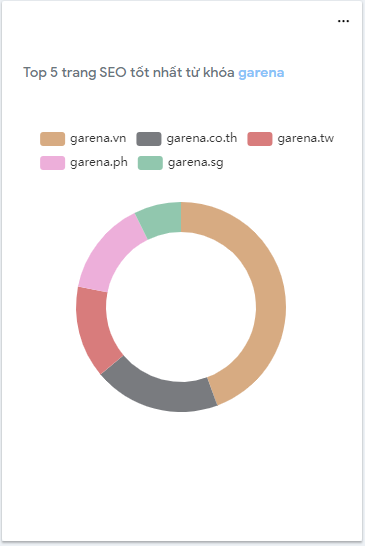 Top 5 trang SEO tốt nhất từ khóa garena
garena.vn garena.co.th garena.tw
garena.ph garena.sg